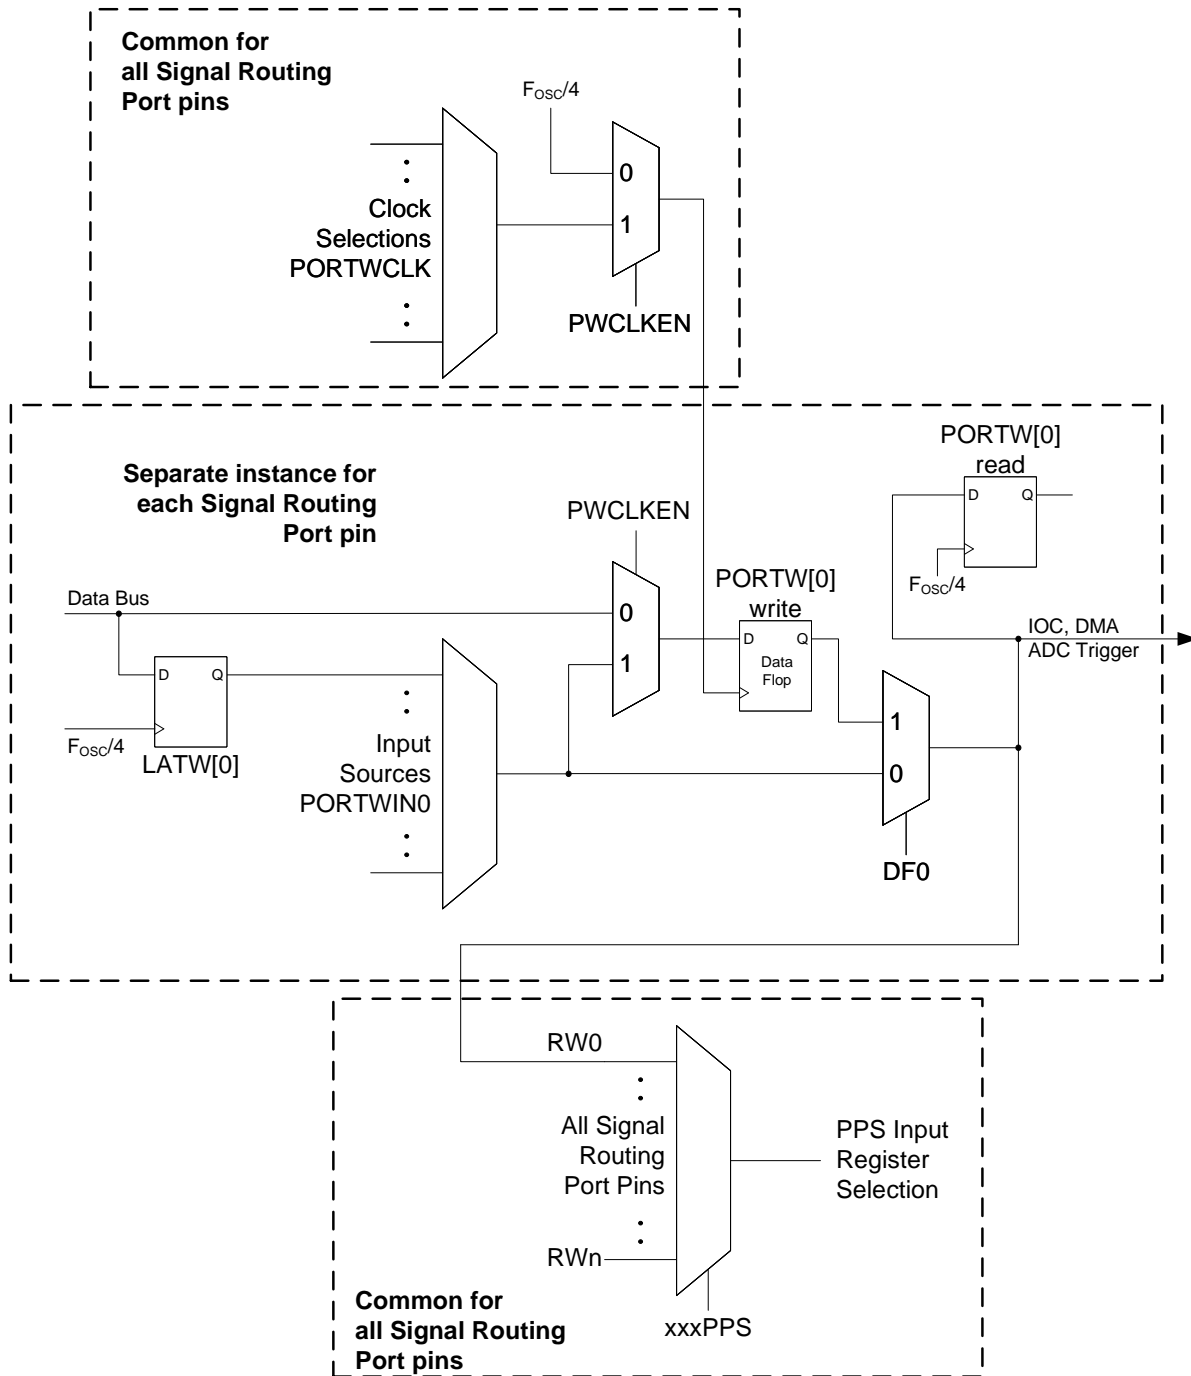 Common for
all Signal Routing
Port pins
FOSC/4
0
1
Clock
Selections
PORTWCLK
PWCLKEN
Separate instance for
each Signal Routing
Port pin
PORTW[0]
read
D Q
FOSC/4
PWCLKEN
Data Bus
0
1
PORTW[0]
write
D Q
Data
Flop
IOC, DMA
ADC Trigger
D Q
FOSC/4
LATW[0]
Input
Sources
PORTWIN0
1
0
DF0
RW0
All Signal
Routing
Port Pins
RWn
PPS Input
Register
Selection
xxxPPS
Common for
all Signal Routing
Port pins